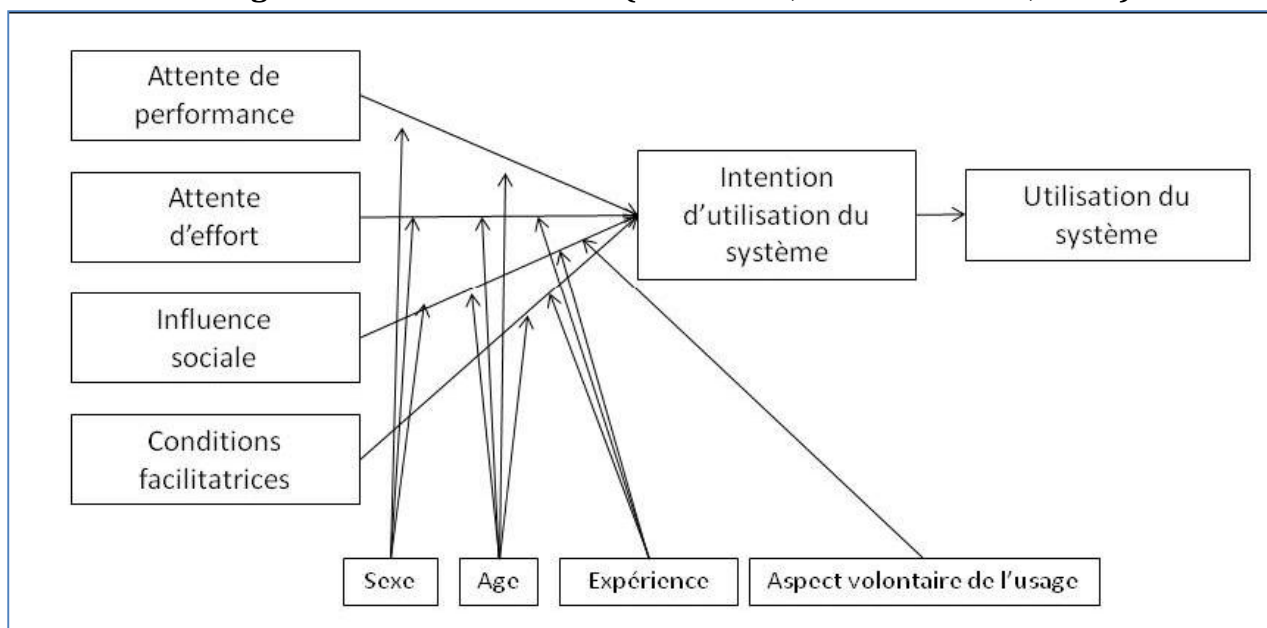 Attente de
performance
Attente
d'effort
Influence
sociale
Conditions
facilitatrices
Intention
d'utilisation du
système
Utilisation du
système
Sexe
Age
Expérience
Aspect volontaire de l'usage